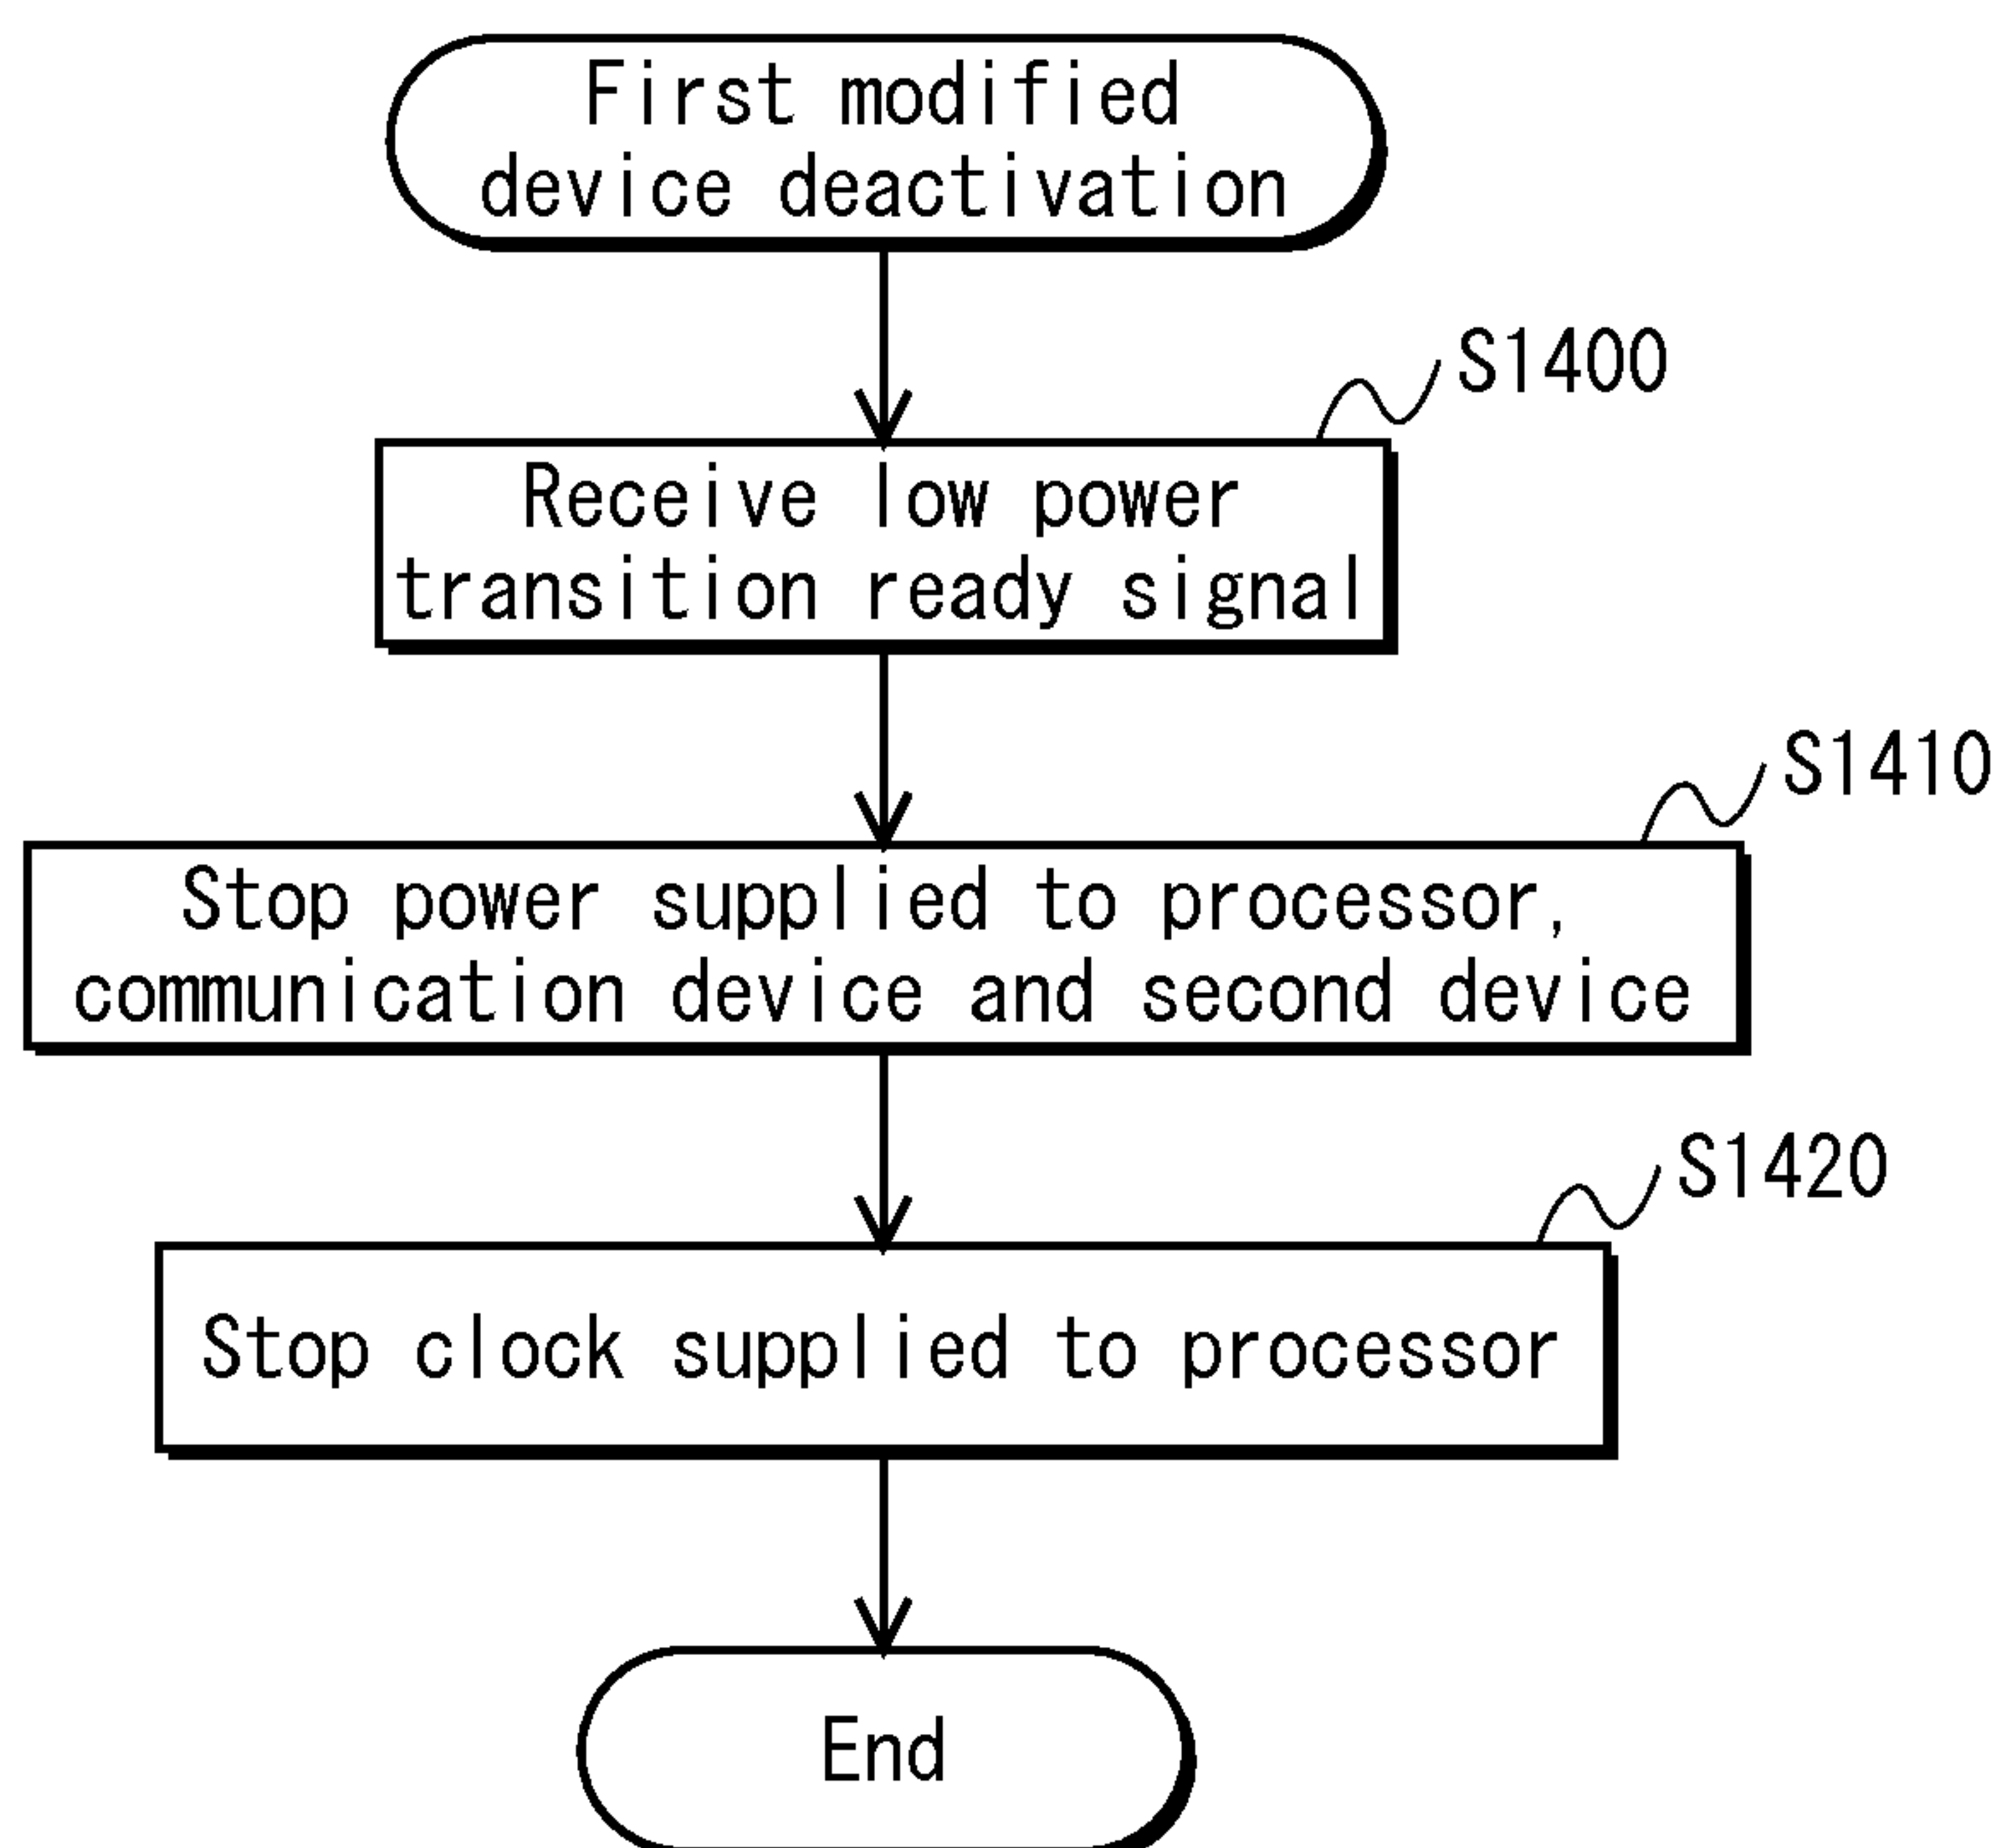 First modified
device deactivation
S1400
Receive low power
transition ready signal
S1410
Stop power supplied to processor,
communication device and second device
S1420
Stop clock supplied to processor
End